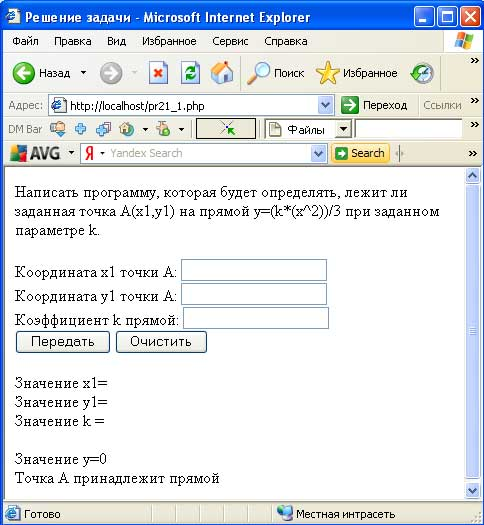 Решение задачи - Microsoft Internet Explorer
Файл Правка Вид Избранное Сервис Справка »
Назад Поиск Избранное »
Адрес: http://localhost/pr21_1.php Переход Ссылки »
DM Bar Файлы »
AVG Я Yandex Search Search »
Написать программу, которая будет определять, лежит ли
заданная точка A(x1,y1) на прямой y=(k*(x^2))/3 при заданном
параметре k.
Координата x1 точки А:
Координата y1 точки А:
Коэффициент k прямой:
Передать Очистить
Значение x1=
Значение y1=
Значение k =
Значение y=0
Точка А принадлежит прямой
Готово Местная интрасеть